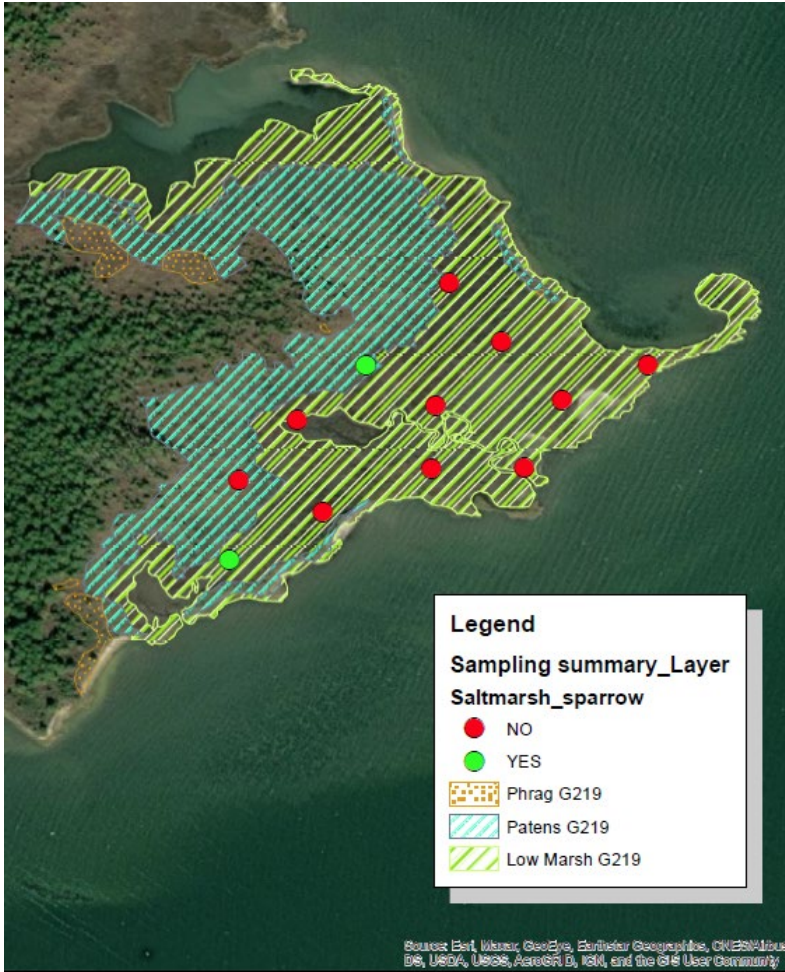 Legend
Sampling summary_Layer
Saltmarsh_sparrow
NO
YES
Phrag G219
Patens G219
Low Marsh G219
Source: Esri, Maxar, GeoEye, Earthstar Geographics, CNES/Airbus
DS, USDA, USGS, AeroGRID, IGN, and the GIS User Community